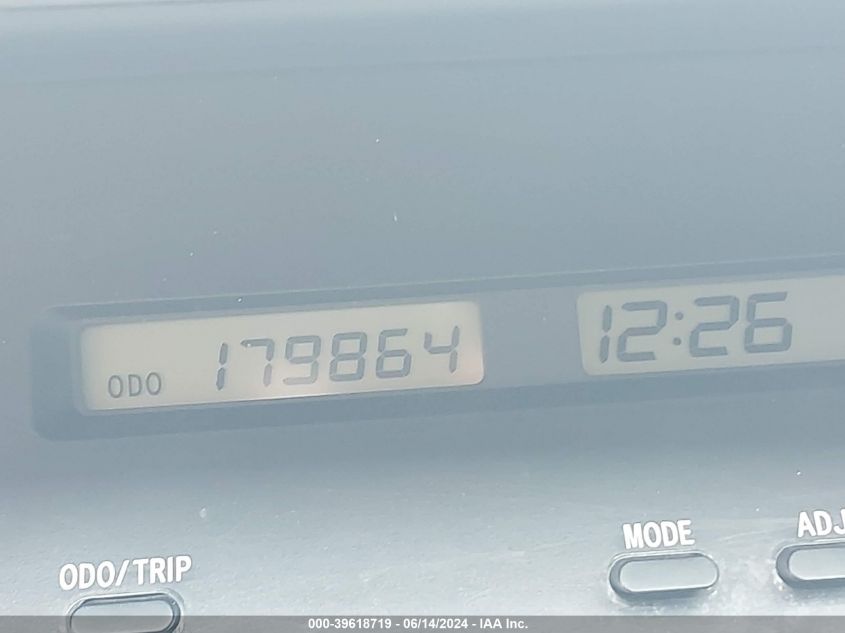 ODO 179864 12:26
MODE ADJ
ODO/TRIP
000-39618719 - 06/14/2024 - IAA Inc.